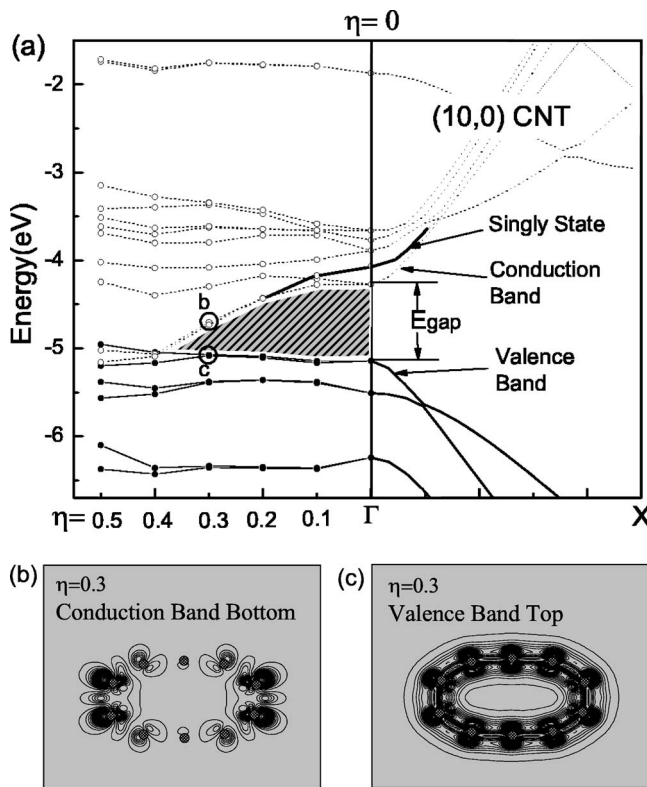 η= 0
(a)
-2
(10,0) CNT
-3
Singly State
-4
Conduction
Band
Energy(eV)
b
Egap
-5
c
Valence
Band
-6
η= 0.5 0.4 0.3 0.2 0.1 Γ X
(b) η=0.3
Conduction Band Bottom
(c) η=0.3
Valence Band Top